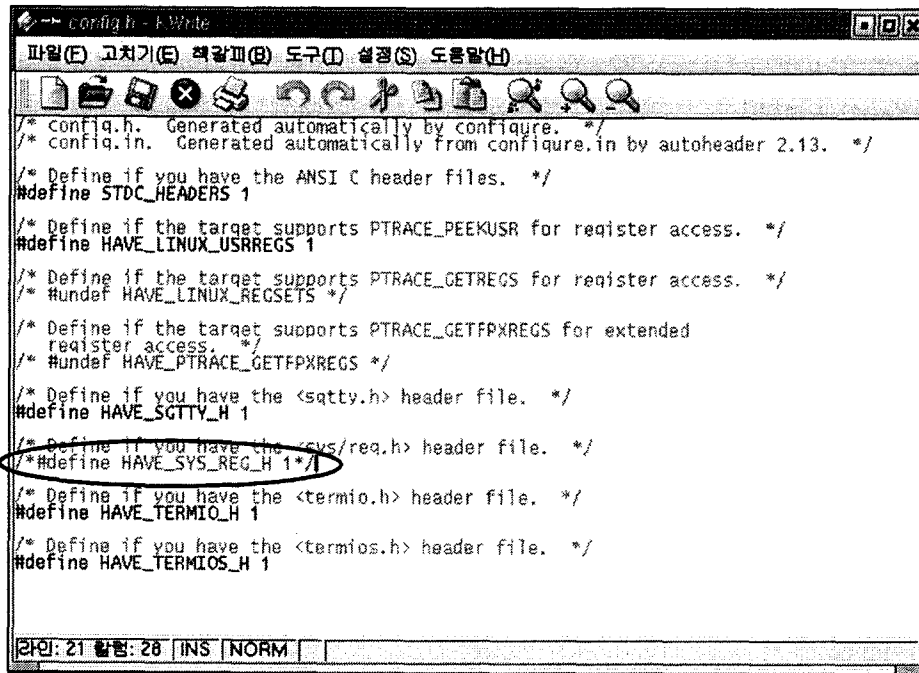 config.h - KWrite
파일(F) 고치기(E) 책갈피(B) 도구(T) 설정(S) 도움말(H)
/* config.h. Generated automatically by configure. */
/* config.in. Generated automatically from configure.in by autoheader 2.13. */
/* Define if you have the ANSI C header files. */
#define STDC_HEADERS 1
/* Define if the target supports PTRACE_PEEKUSR for register access. */
#define HAVE_LINUX_USRREGS 1
/* Define if the target supports PTRACE_GETREGS for register access. */
/* #undef HAVE_LINUX_REGSETS */
/* Define if the target supports PTRACE_GETFPXREGS for extended
register access. */
/* #undef HAVE_PTRACE_GETFPXREGS */
/* Define if you have the <sgtty.h> header file. */
#define HAVE_SGTTY_H 1
/* Define if you have the <sys/reg.h> header file. */
/*#define HAVE_SYS_REG_H 1*/
/* Define if you have the <termio.h> header file. */
#define HAVE_TERMIO_H 1
/* Define if you have the <termios.h> header file. */
#define HAVE_TERMIOS_H 1
라인: 21 컬럼: 28 INS NORM